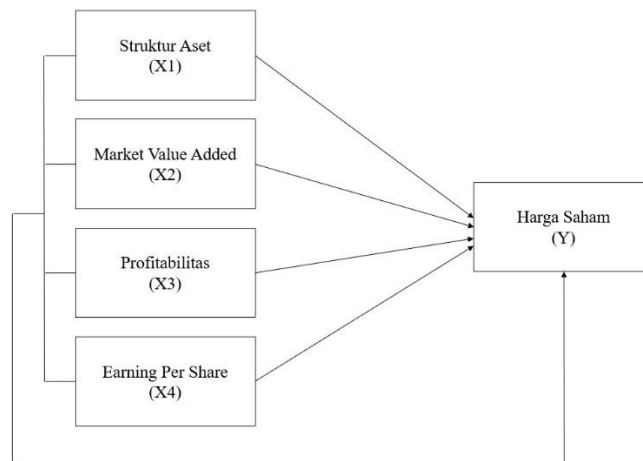 Struktur Aset
(X1)
Market Value Added
(X2)
Profitabilitas
(X3)
Earning Per Share
(X4)
Harga Saham
(Y)